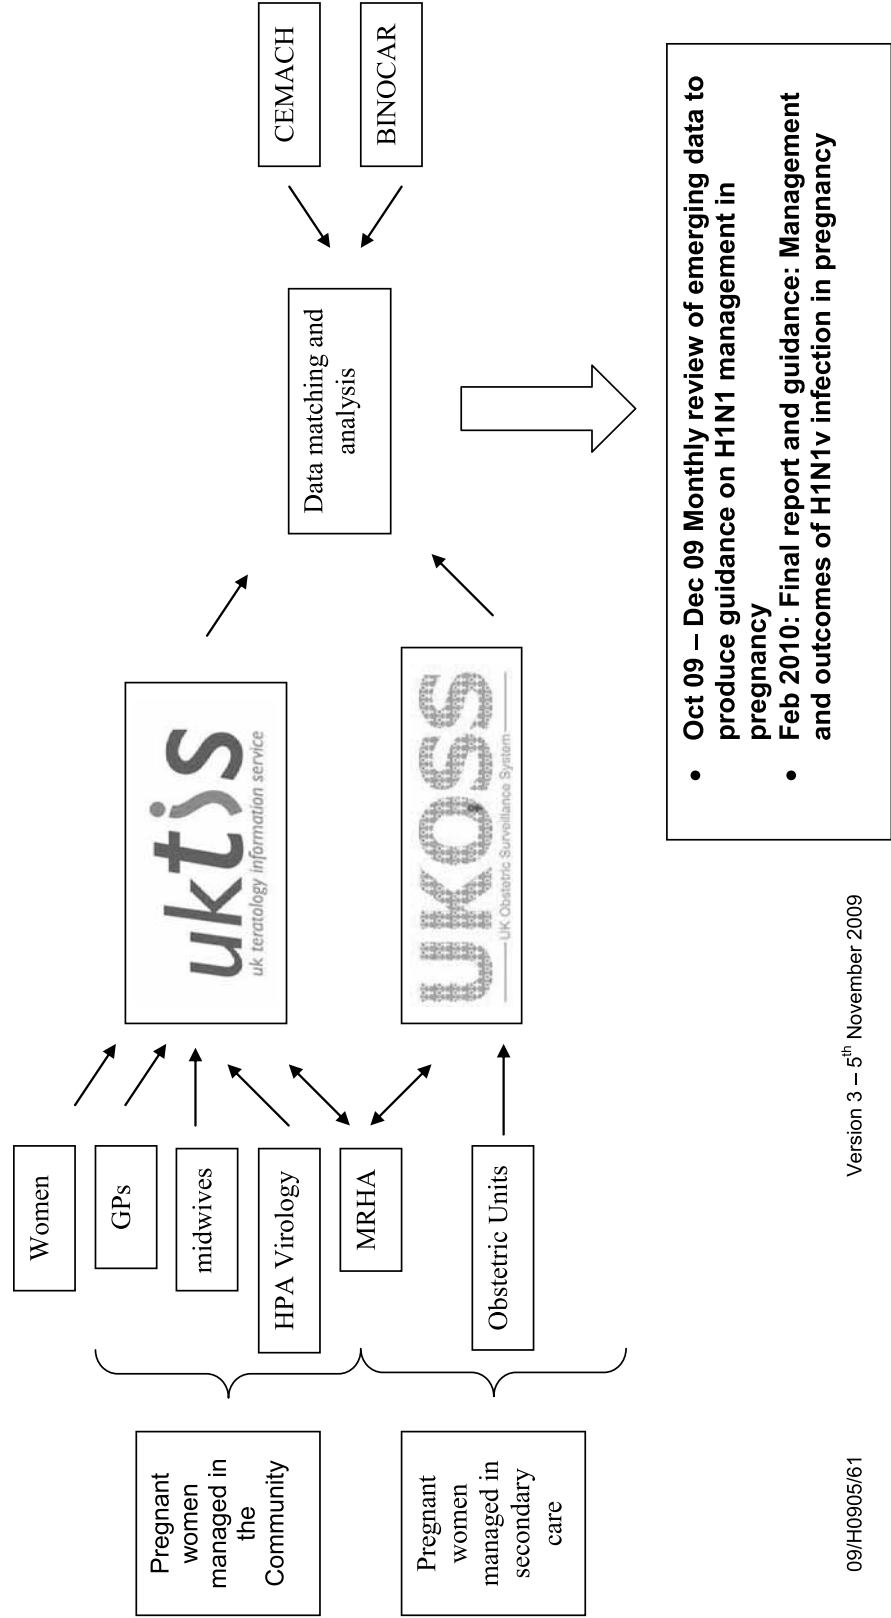 Pregnant
women
managed in
the
Community
Pregnant
women
managed in
secondary
care
Women
GPs
midwives
HPA Virology
MRHA
Obstetric Units
uktis
uk teratology information service
UKOSS
UK Obstetric Surveillance System
Data matching and
analysis
CEMACH
BINOCAR
• Oct 09 – Dec 09 Monthly review of emerging data to
produce guidance on H1N1 management in
pregnancy
• Feb 2010: Final report and guidance: Management
and outcomes of H1N1v infection in pregnancy
09/H0905/61
Version 3 – 5th November 2009